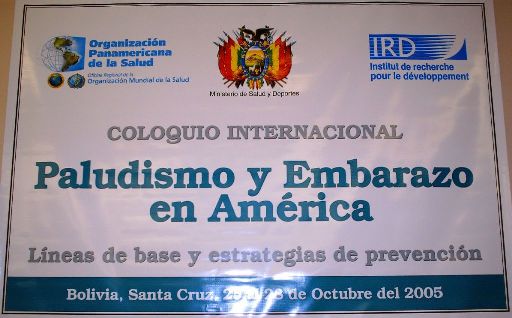 Organización
Panamericana
de la Salud
Oficina Regional de la
Organización Mundial de la Salud
Ministerio de Salud y Deportes
IRD
Institut de recherche
pour le développement
COLOQUIO INTERNACIONAL
Paludismo y Embarazo
en América
Líneas de base y estrategias de prevención
Bolivia, Santa Cruz, de Octubre del 2005